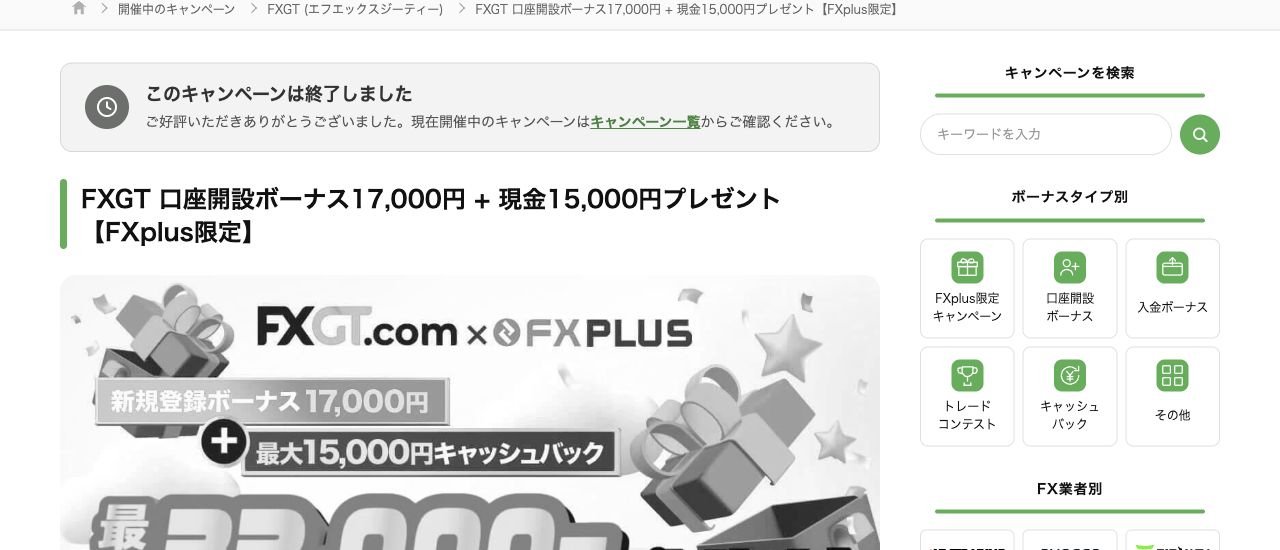 開催中のキャンペーン
FXGT (エフエックスジーティー)
FXGT 口座開設ボーナス17,000円 + 現金15,000円プレゼント【FXplus限定】
このキャンペーンは終了しました
ご好評いただきありがとうございました。現在開催中のキャンペーンはキャンペーン一覧からご確認ください。
FXGT 口座開設ボーナス17,000円 + 現金15,000円プレゼント
【FXplus限定】
FXGT.com × FXPLUS
新規登録ボーナス 17,000円
+
最大15,000円キャッシュバック
キャンペーンを検索
キーワードを入力
ボーナスタイプ別
FXplus限定
キャンペーン
口座開設
ボーナス
入金ボーナス
トレード
コンテスト
キャッシュ
バック
その他
FX業者別